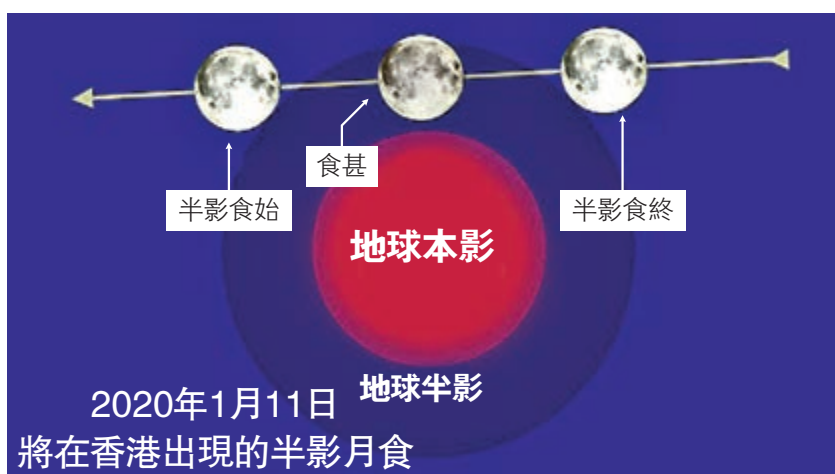 食甚
半影食始
半影食終
地球本影
地球半影
2020年1月11日
將在香港出現的半影月食